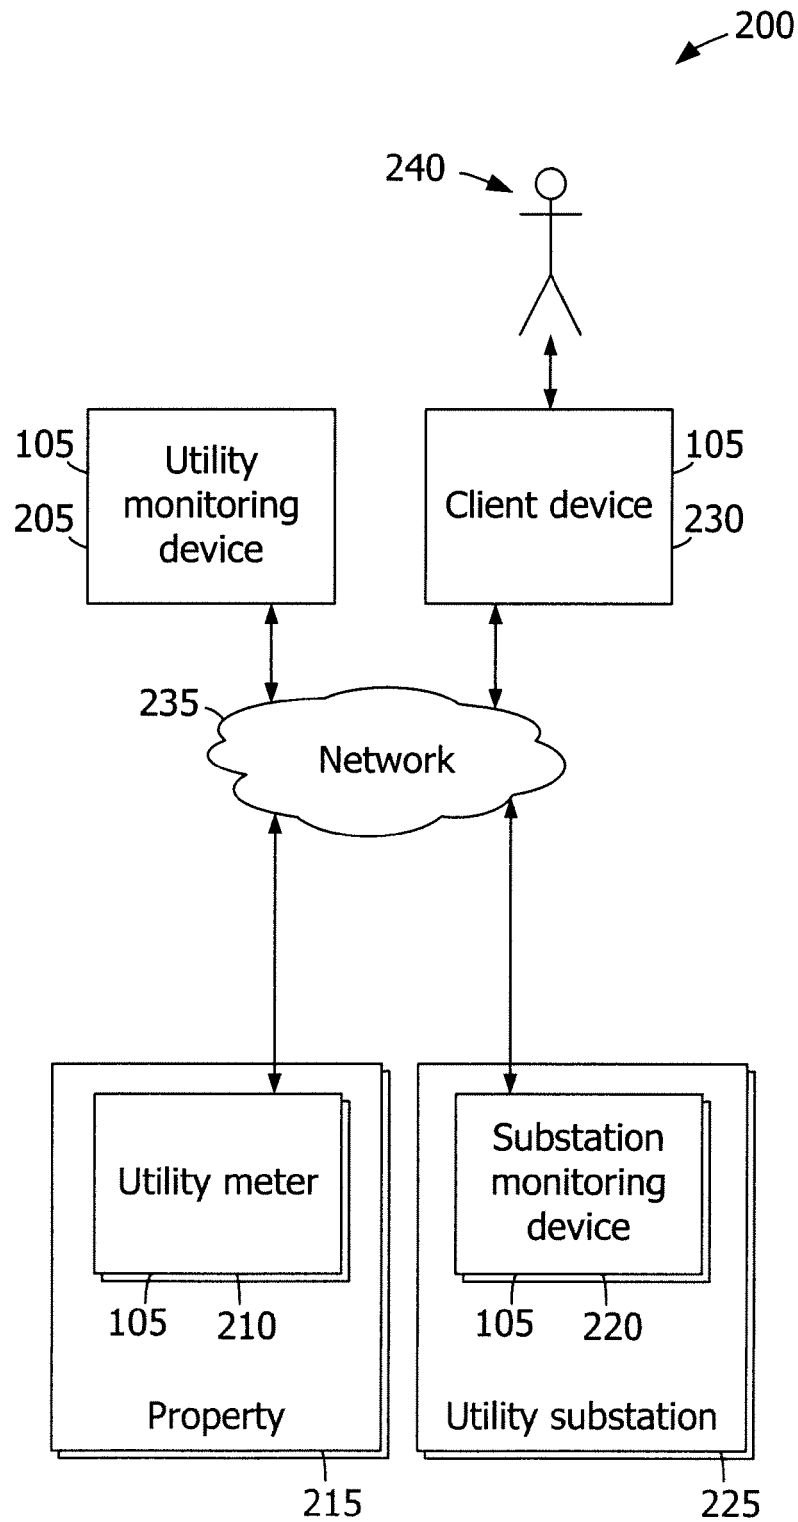 200
240
105
205
Utility
monitoring
device
Client device
105
230
235
Network
Utility meter
105
210
Property
215
Substation
monitoring
device
105
220
Utility substation
225